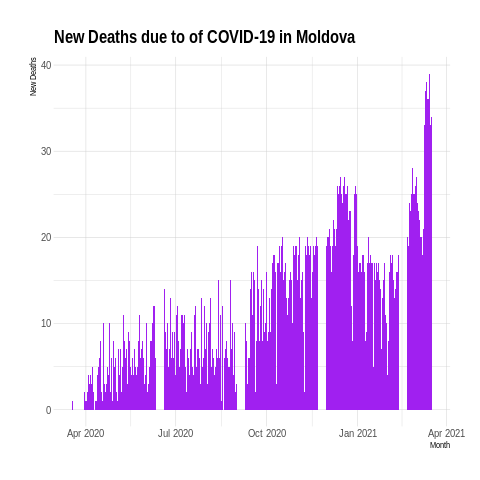 New Deaths due to of COVID-19 in Moldova
New Deaths
40
30
20
10
0
Apr 2020
Jul 2020
Oct 2020
Jan 2021
Apr 2021
Month